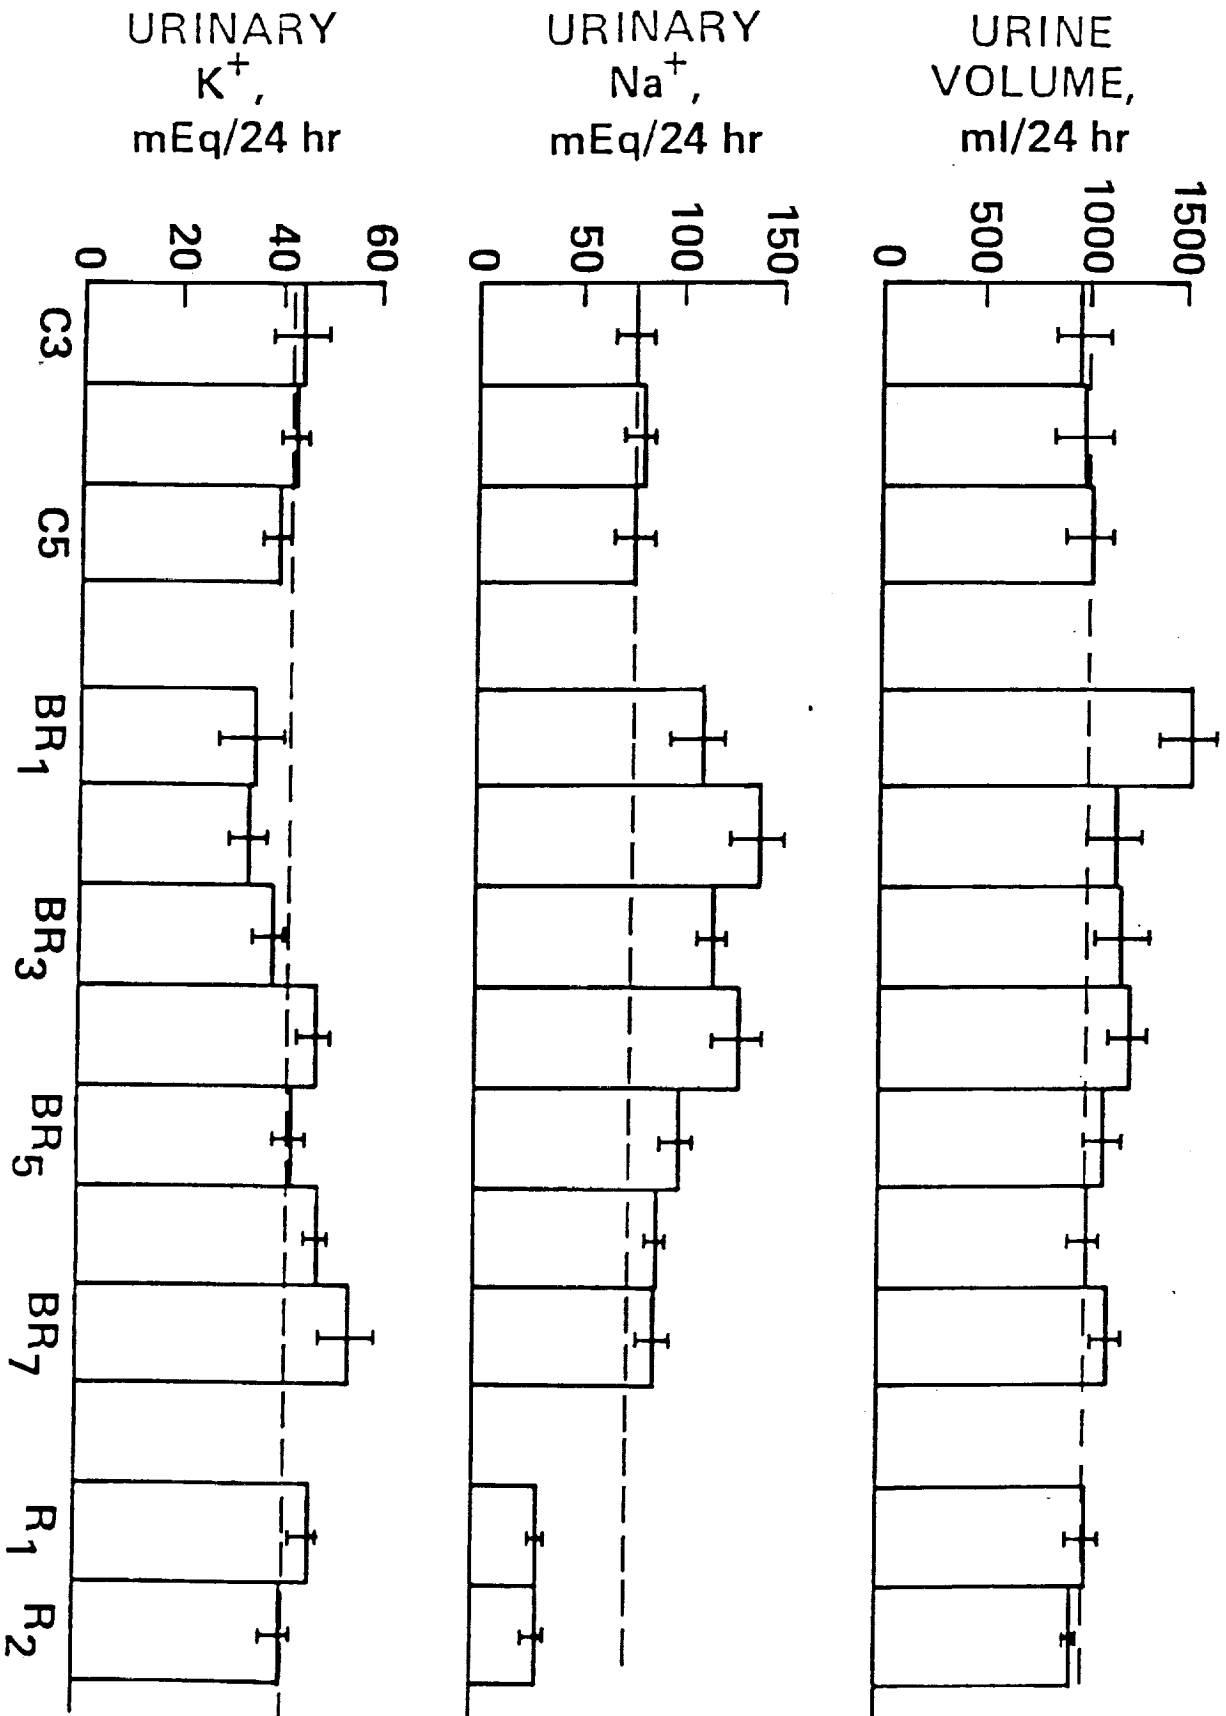 URINE
VOLUME,
ml/24 hr
1500
1000
500
0
URINARY
Na⁺,
mEq/24 hr
150
100
50
0
URINARY
K⁺,
mEq/24 hr
60
40
20
0
C3 C5 BR₁ BR₃ BR₅ BR₇ R₁ R₂